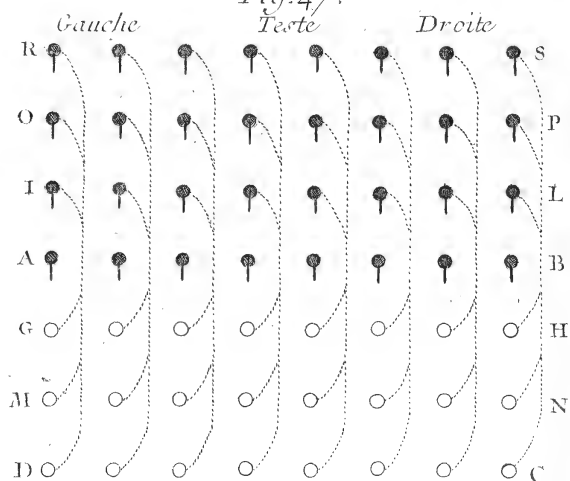 Fig. 47.
Gauche Teste Droite
R S
O P
I L
A B
G H
M N
D C